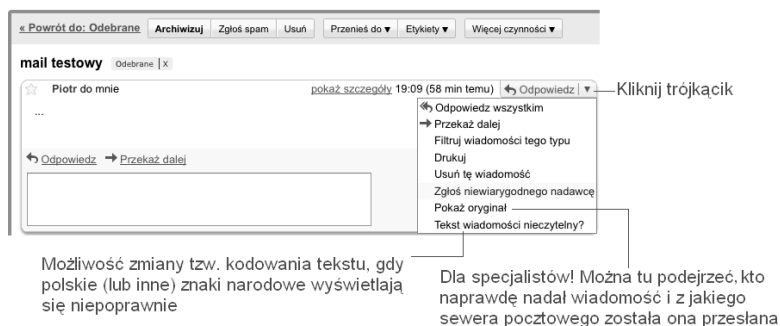 « Powrót do: Odebrane Archiwizuj Zgłoś spam Usuń Przenieś do ▾ Etykiety ▾ Więcej czynności ▾
mail testowy Odebrane | X
Piotr do mnie pokaż szczegóły 19:09 (58 min temu) Odpowiedz ▾
Kliknij trójkącik
...
Odpowiedz wszystkim
Przekaż dalej
Filtruj wiadomości tego typu
Drukuj
Usuń tę wiadomość
Zgłoś niewiarygodnego nadawcę
Pokaż oryginał
Tekst wiadomości nieczytelny?
Odpowiedz Przekaż dalej
Możliwość zmiany tzw. kodowania tekstu, gdy
polskie (lub inne) znaki narodowe wyświetlają
się niepoprawnie
Dla specjalistów! Można tu podejrzeć, kto
naprawdę nadał wiadomość i z jakiego
sewera pocztowego została ona przesłana